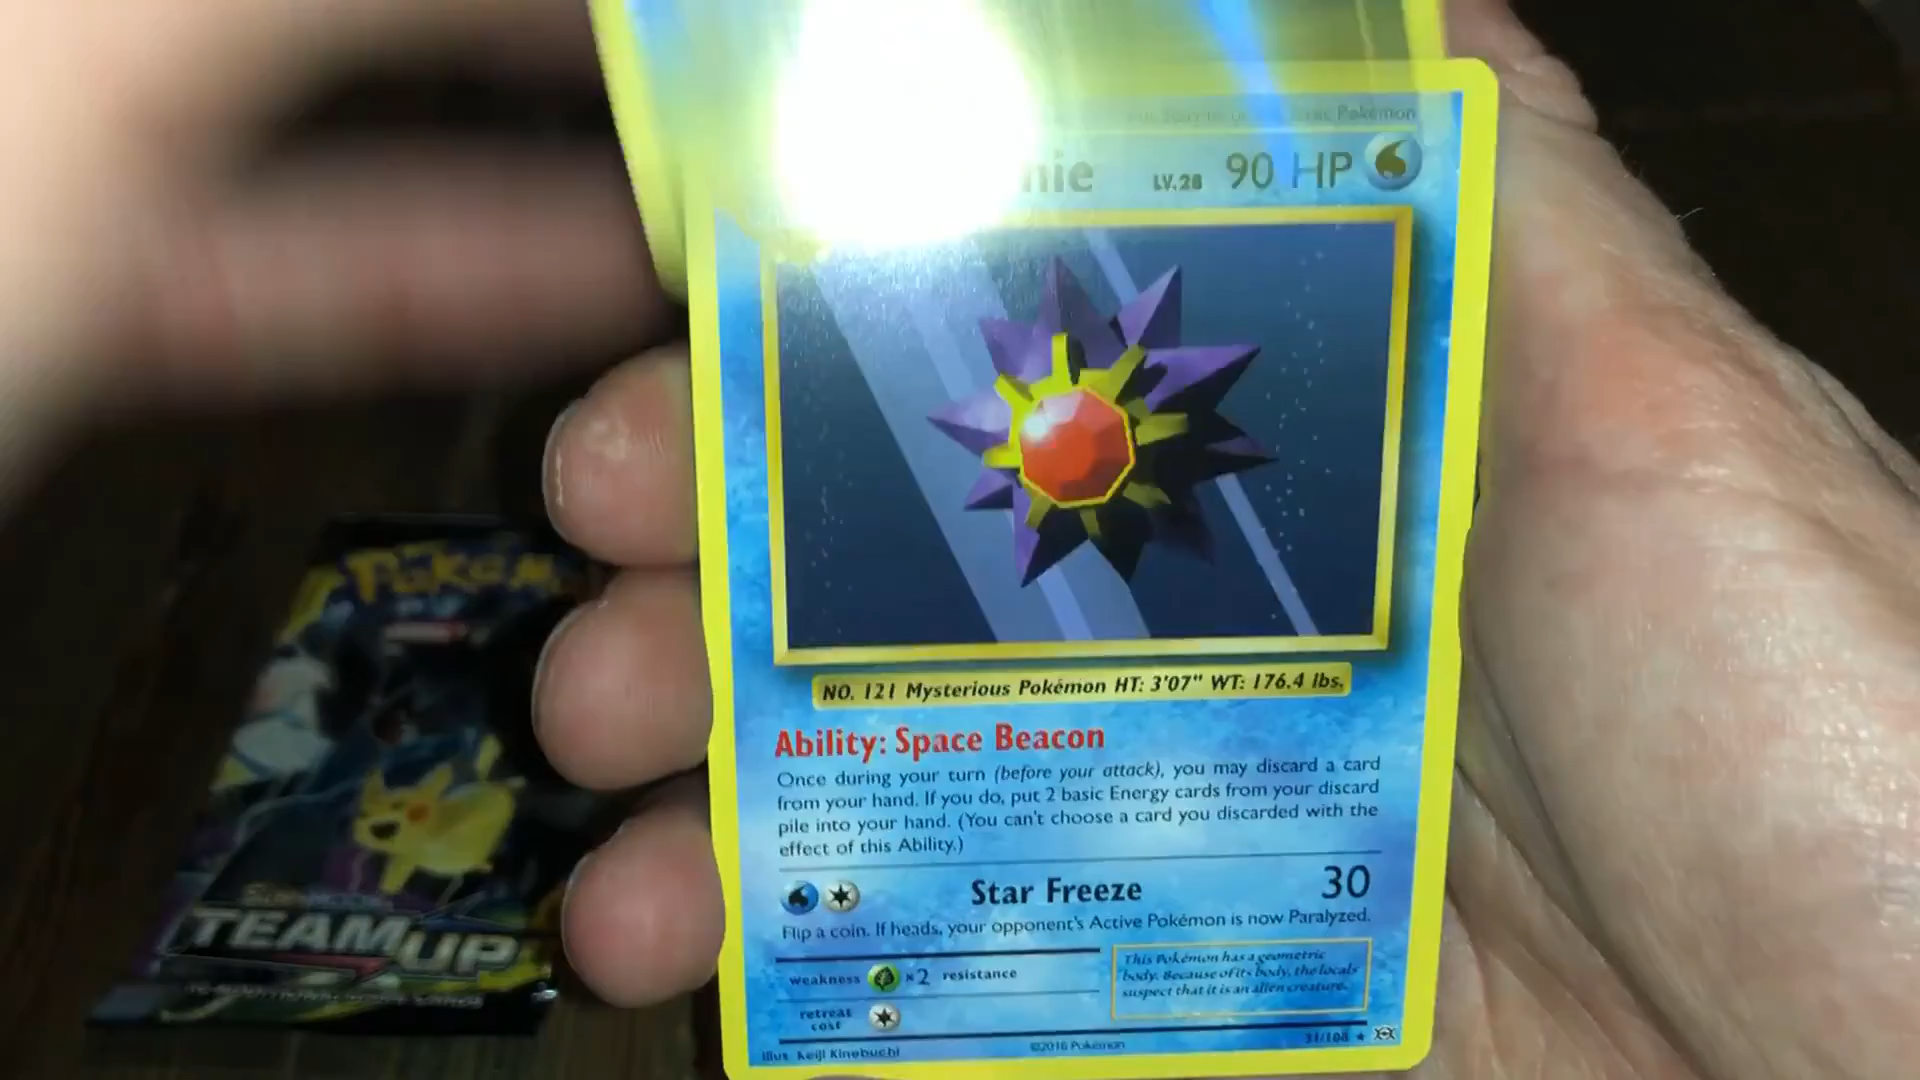 Pokémon
nie LV.28 90 HP
NO. 121 Mysterious Pokémon HT: 3'07" WT: 176.4 lbs.
Ability: Space Beacon
Once during your turn (before your attack), you may discard a card
from your hand. If you do, put 2 basic Energy cards from your discard
pile into your hand. (You can't choose a card you discarded with the
effect of this Ability.)
Star Freeze 30
Flip a coin. If heads, your opponent's Active Pokémon is now Paralyzed.
weakness ×2 resistance
This Pokémon has a geometric
body. Because of its body, the locals
suspect that it is an alien creature.
retreat
cost
Illus. Keiji Kinebuchi ©2016 Pokémon 31/108 ★
Pokémon
TEAM UP